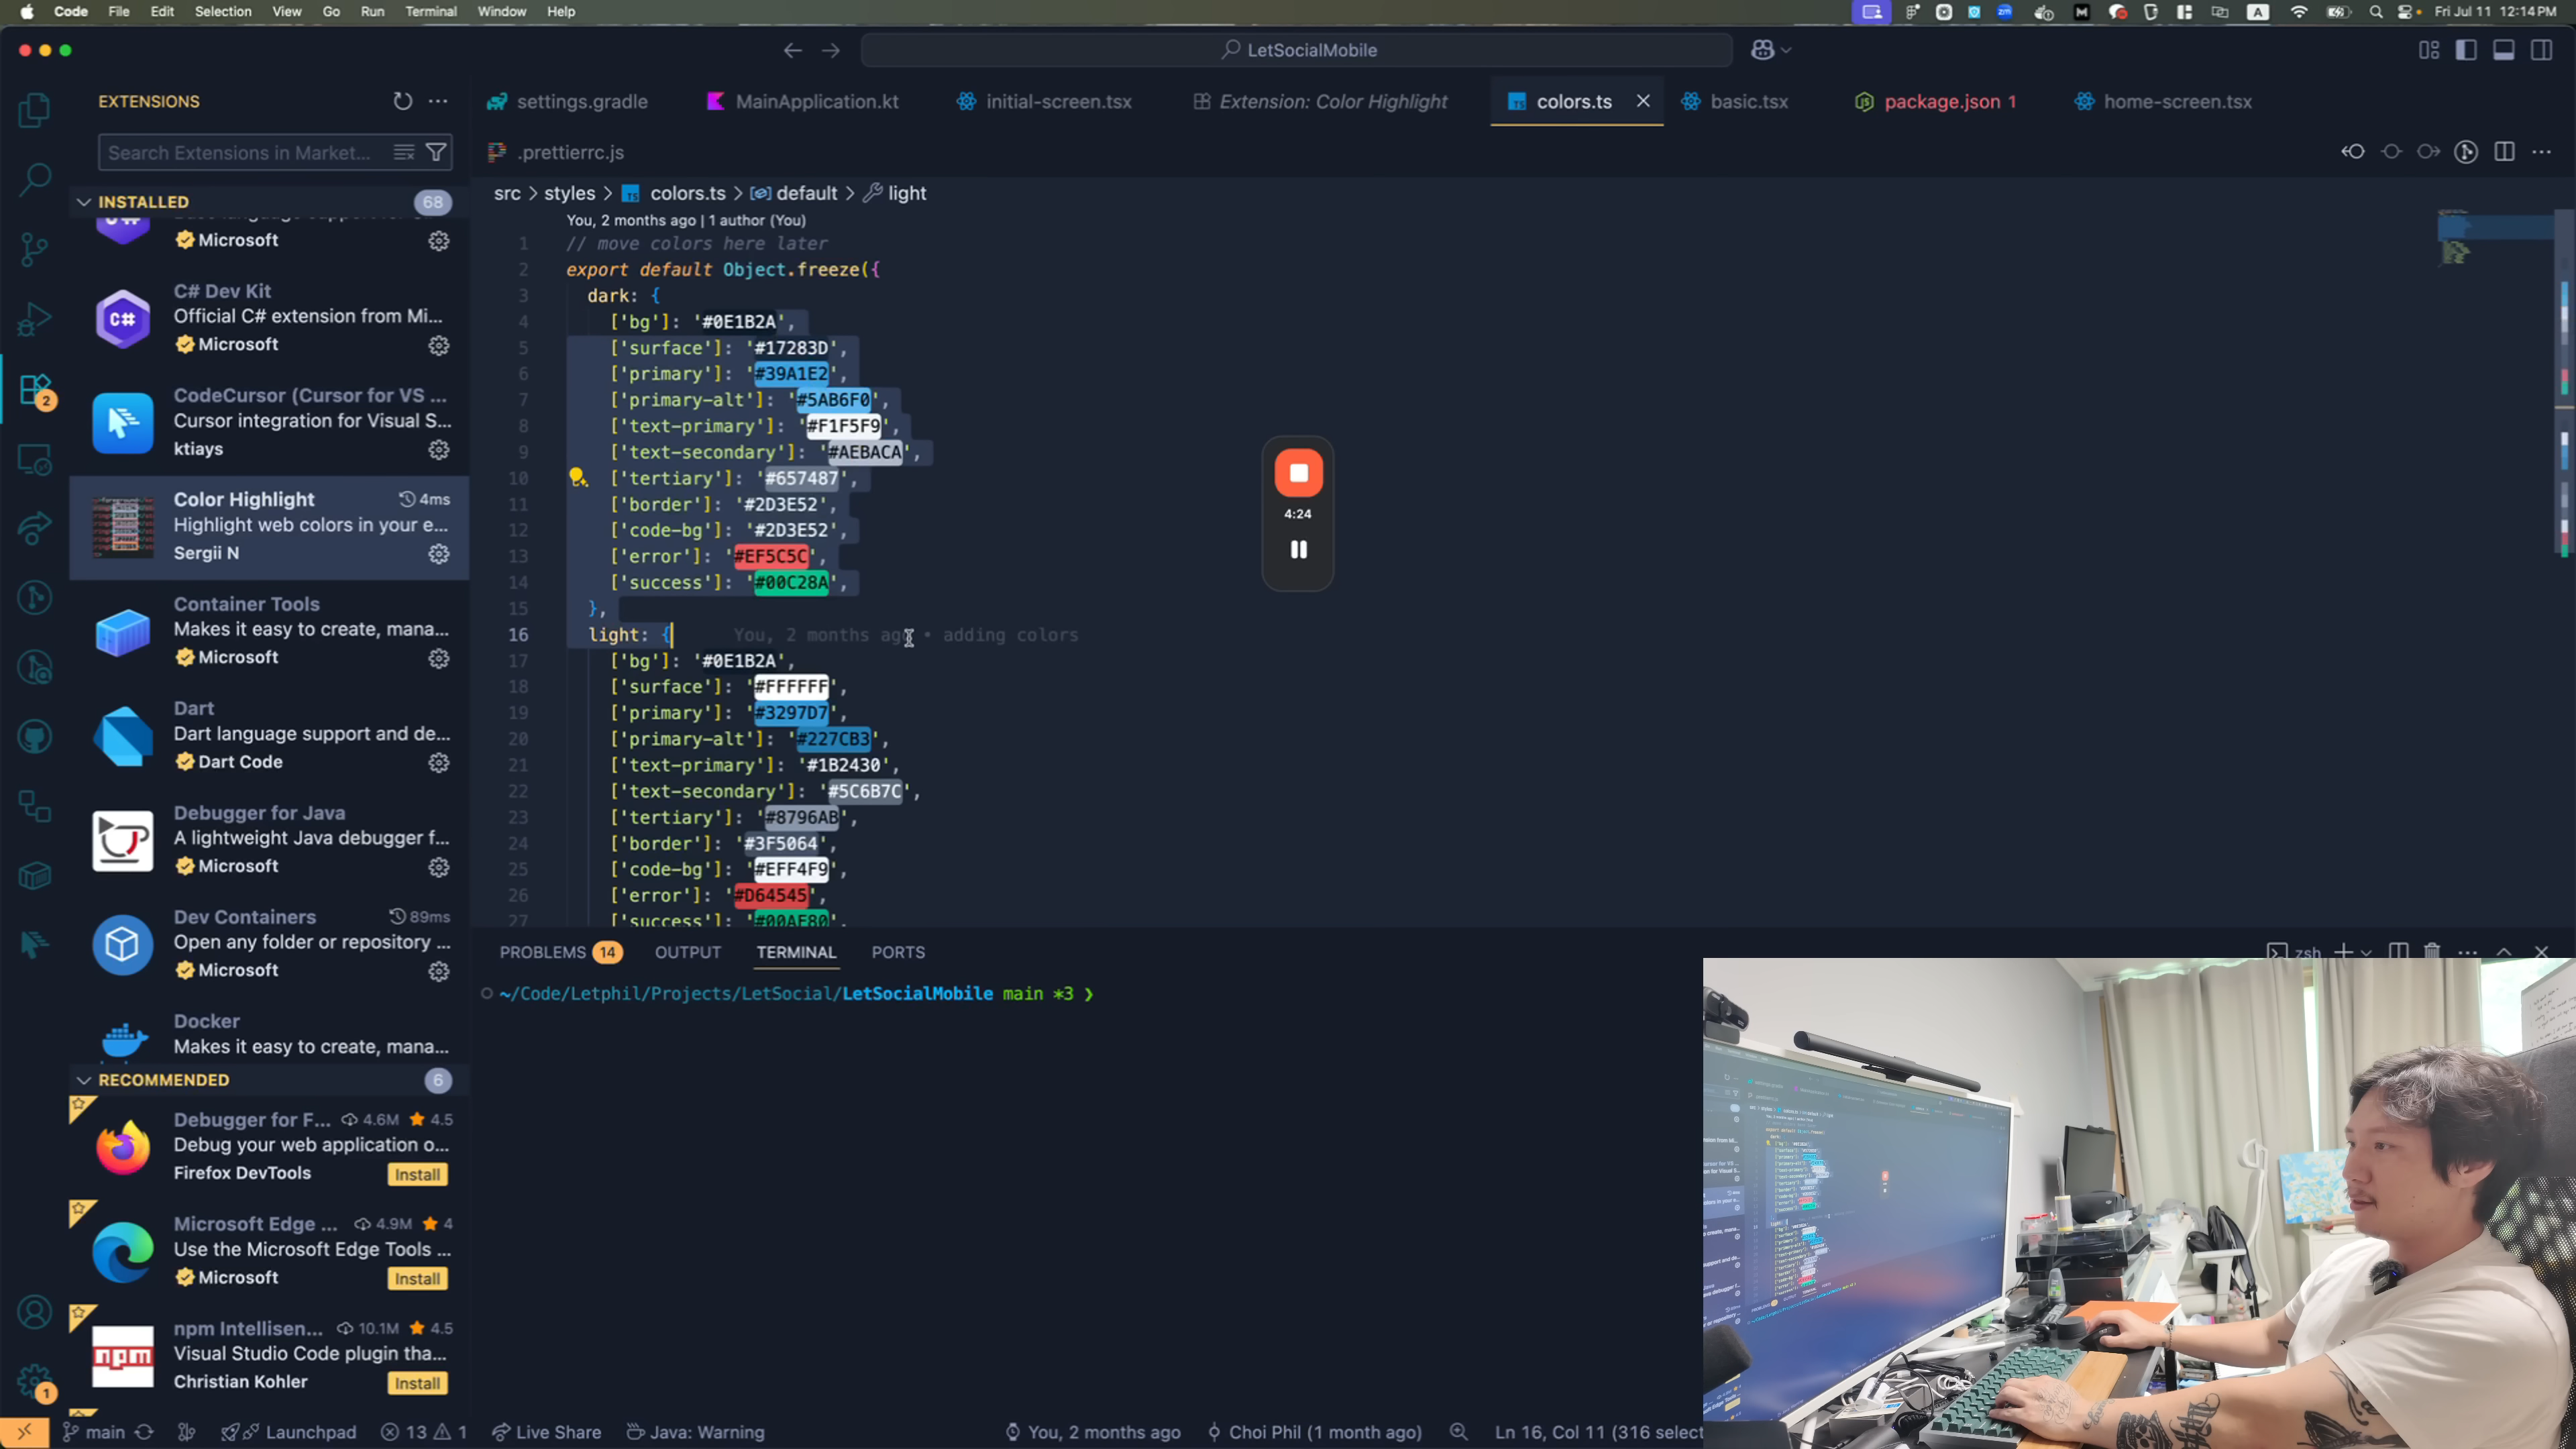 Code File Edit Selection View Go Run Terminal Window Help
zm A Fri Jul 11 12:14 PM
LetSocialMobile
EXTENSIONS
Search Extensions in Market...
INSTALLED 68
Microsoft
C# Dev Kit
Official C# extension from Mi...
Microsoft
CodeCursor (Cursor for VS ...
Cursor integration for Visual S...
ktiays
Color Highlight 4ms
Highlight web colors in your e...
Sergii N
Container Tools
Makes it easy to create, mana...
Microsoft
Dart
Dart language support and de...
Dart Code
Debugger for Java
A lightweight Java debugger f...
Microsoft
Dev Containers 89ms
Open any folder or repository ...
Microsoft
Docker
Makes it easy to create, mana...
RECOMMENDED 6
Debugger for F... 4.6M 4.5
Debug your web application o...
Firefox DevTools Install
Microsoft Edge ... 4.9M 4
Use the Microsoft Edge Tools ...
Microsoft Install
npm Intellisen... 10.1M 4.5
Visual Studio Code plugin tha...
Christian Kohler Install
2
1
settings.gradle MainApplication.kt initial-screen.tsx Extension: Color Highlight colors.ts basic.tsx package.json 1 home-screen.tsx
.prettierrc.js
src > styles > colors.ts > default > light
You, 2 months ago | 1 author (You)
1 // move colors here later
2 export default Object.freeze({
3 dark: {
4 ['bg']: '#0E1B2A',
5 ['surface']: '#17283D',
6 ['primary']: '#39A1E2',
7 ['primary-alt']: '#5AB6F0',
8 ['text-primary']: '#F1F5F9',
9 ['text-secondary']: '#AEBACA',
10 ['tertiary']: '#657487',
11 ['border']: '#2D3E52',
12 ['code-bg']: '#2D3E52',
13 ['error']: '#EF5C5C',
14 ['success']: '#00C28A',
15 },
16 light: { You, 2 months ago • adding colors
17 ['bg']: '#0E1B2A',
18 ['surface']: '#FFFFFF',
19 ['primary']: '#3297D7',
20 ['primary-alt']: '#227CB3',
21 ['text-primary']: '#1B2430',
22 ['text-secondary']: '#5C6B7C',
23 ['tertiary']: '#8796AB',
24 ['border']: '#3F5064',
25 ['code-bg']: '#EFF4F9',
26 ['error']: '#D64545',
27 ['success']: '#00AF80',
4:24
PROBLEMS 14 OUTPUT TERMINAL PORTS
zsh
~/Code/Letphil/Projects/LetSocial/LetSocialMobile main *3 ❯
main Launchpad 13 1 Live Share Java: Warning You, 2 months ago Choi Phil (1 month ago) Ln 16, Col 11 (316 select